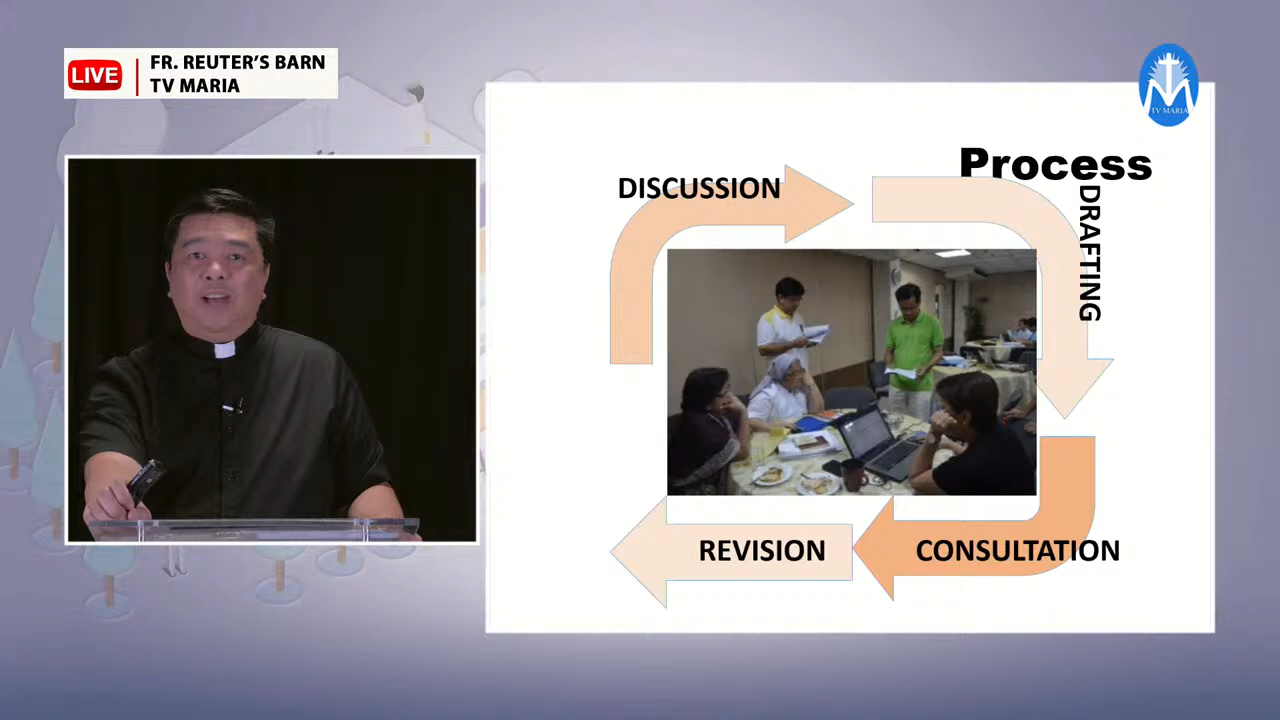 LIVE
FR. REUTER'S BARN
TV MARIA
TV MARIA
Process
DISCUSSION
DRAFTING
CONSULTATION
REVISION